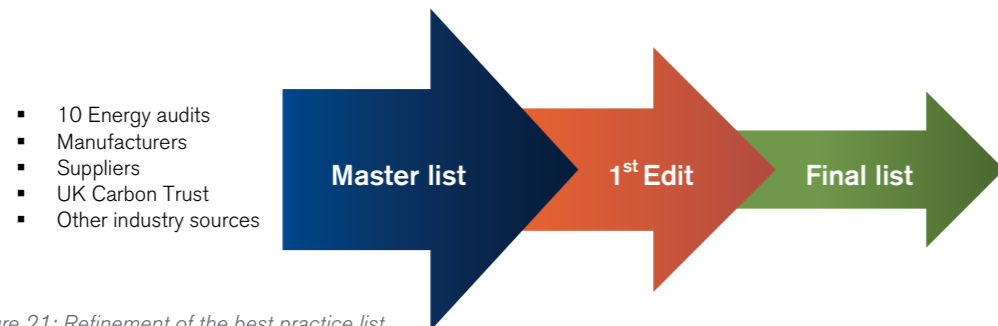 ▪ 10 Energy audits
▪ Manufacturers
▪ Suppliers
▪ UK Carbon Trust
▪ Other industry sources
Master list
1st Edit
Final list
21: Refinement of the best practice list